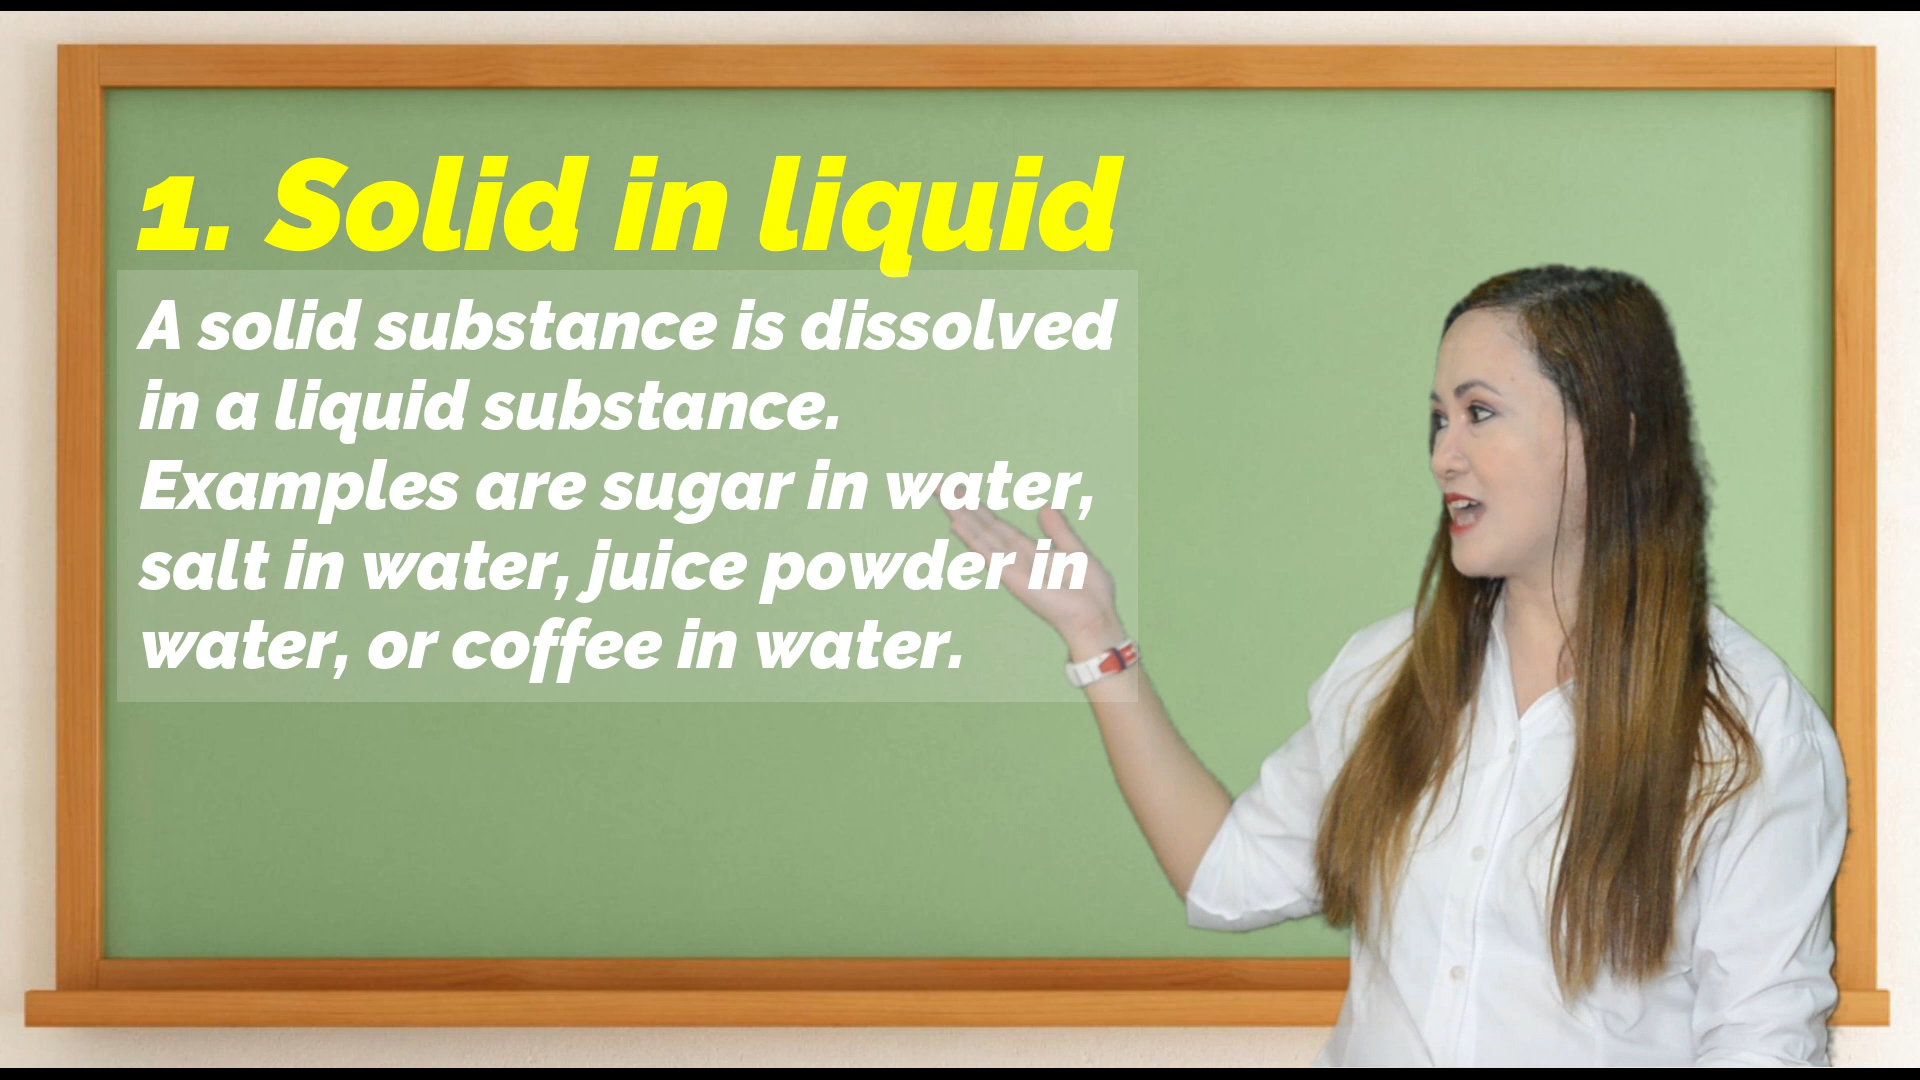 1. Solid in liquid
A solid substance is dissolved
in a liquid substance.
Examples are sugar in water,
salt in water, juice powder in
water, or coffee in water.